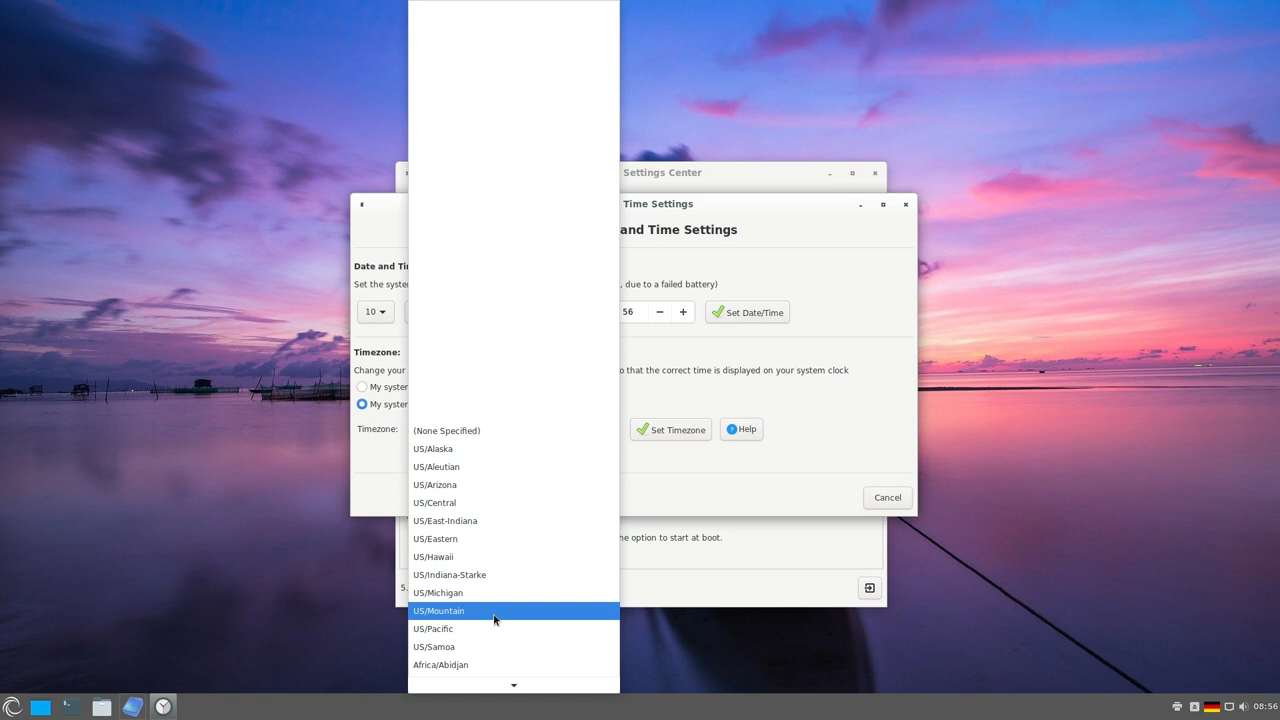 Settings Center
Time Settings
and Time Settings
Date and Ti
Set the syste
, due to a failed battery)
10
56
Set Date/Time
Timezone:
Change your
o that the correct time is displayed on your system clock
My syster
My syster
Timezone:
Set Timezone
Help
(None Specified)
US/Alaska
US/Aleutian
US/Arizona
US/Central
US/East-Indiana
US/Eastern
US/Hawaii
US/Indiana-Starke
US/Michigan
US/Mountain
US/Pacific
US/Samoa
Africa/Abidjan
Cancel
he option to start at boot.
5.
08:56